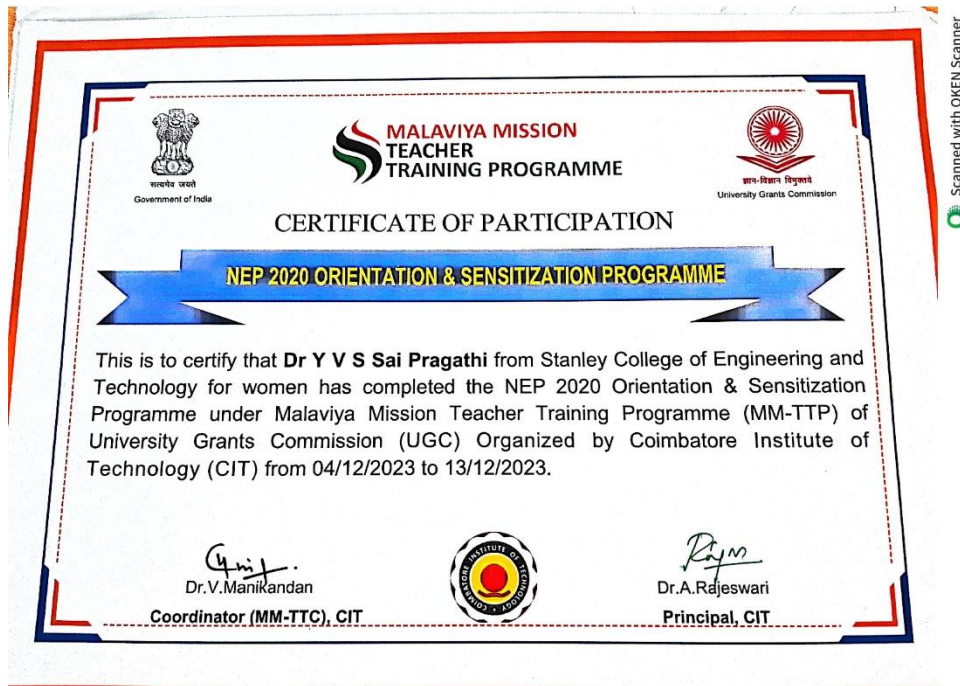 सत्यमेव जयते
Government of India
MALAVIYA MISSION
TEACHER
TRAINING PROGRAMME
ज्ञान-विज्ञान विमुक्तये
University Grants Commission
CERTIFICATE OF PARTICIPATION
NEP 2020 ORIENTATION & SENSITIZATION PROGRAMME
This is to certify that Dr Y V S Sai Pragathi from Stanley College of Engineering and
Technology for women has completed the NEP 2020 Orientation & Sensitization
Programme under Malaviya Mission Teacher Training Programme (MM-TTP) of
University Grants Commission (UGC) Organized by Coimbatore Institute of
Technology (CIT) from 04/12/2023 to 13/12/2023.
Dr.V.Manikandan
Coordinator (MM-TTC), CIT
COIMBATORE INSTITUTE OF TECHNOLOGY
Dr.A.Rajeswari
Principal, CIT
Scanned with OKEN Scanner